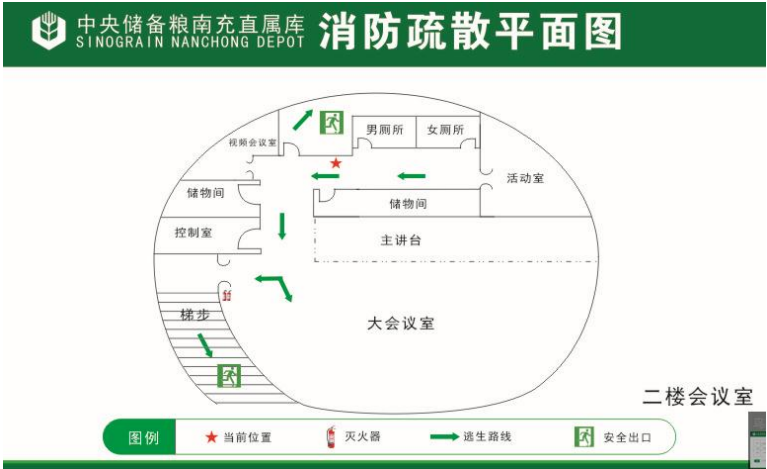 中央储备粮南充直属库
SINOGRAIN NANCHONG DEPOT
消防疏散平面图
视频会议室
男厕所
女厕所
活动室
储物间
储物间
控制室
主讲台
大会议室
梯步
二楼会议室
图例
当前位置
灭火器
逃生路线
安全出口